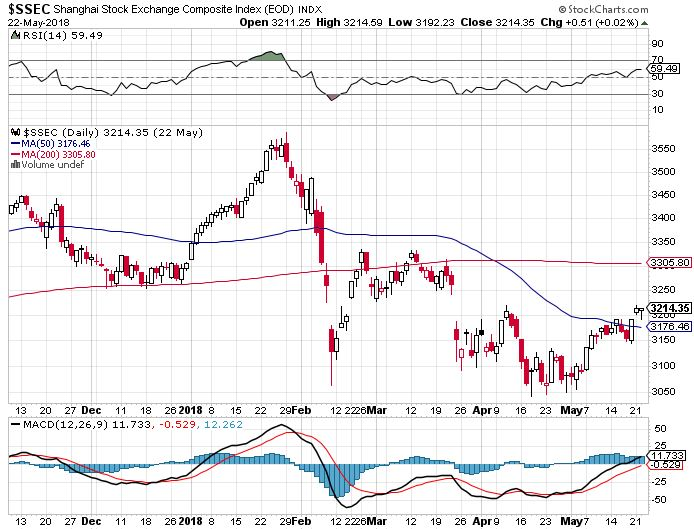 $SSEC Shanghai Stock Exchange Composite Index (EOD) INDX © StockCharts.com
22-May-2018 Open 3211.25 High 3214.59 Low 3192.23 Close 3214.35 Chg +0.51 (+0.02%)
RSI(14) 59.49
90
70
59.49
50
30
10
$SSEC (Daily) 3214.35 (22 May)
MA(50) 3176.46
MA(200) 3305.80
Volume undef
3550
3500
3450
3400
3350
3305.80
3250
3214.35
3200
3176.46
3150
3100
3050
13 20 27 Dec 11 18 25 2018 8 15 22 29 Feb 12 22 26 Mar 12 19 26 Apr 9 16 23 May 7 14 21
MACD(12,26,9) 11.733, -0.529, 12.262
50
25
11.733
-0.529
-25
-50
13 20 27 Dec 11 18 25 2018 8 15 22 29 Feb 12 22 26 Mar 12 19 26 Apr 9 16 23 May 7 14 21